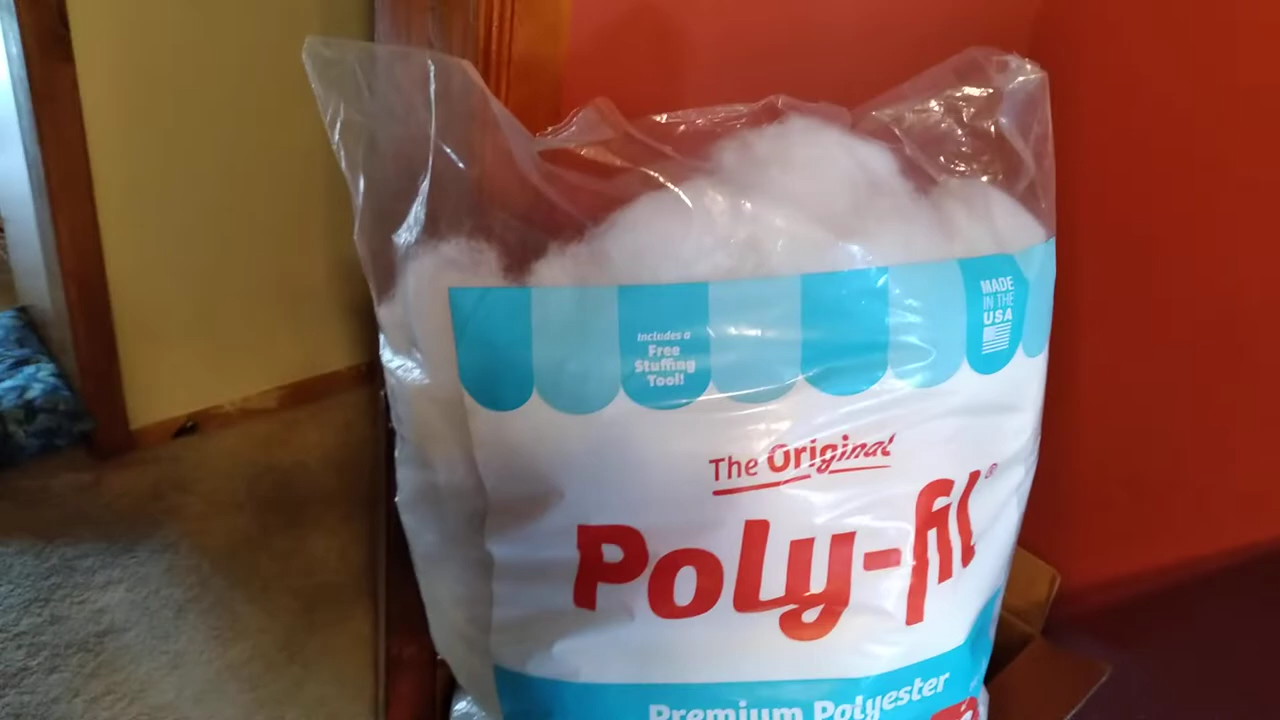 MADE
IN THE
USA
Includes a
Free
Stuffing
Tool!
The Original
Poly-fil®
Premium Polyester